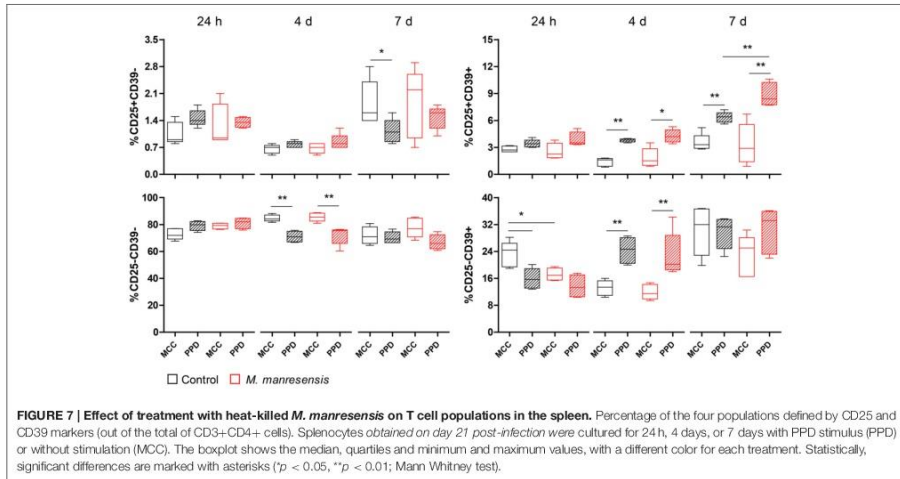 24 h 4 d 7 d
24 h 4 d 7 d
%CD25+CD39-
3.5
2.8
2.1
1.4
0.7
0.0
*
%CD25+CD39+
15
12
9
6
3
0
** * ** ** **
%CD25-CD39-
100
80
60
40
20
0
** **
MCC PPD MCC PPD MCC PPD MCC PPD MCC PPD MCC PPD
%CD25-CD39+
40
32
24
16
8
0
* ** **
MCC PPD MCC PPD MCC PPD MCC PPD MCC PPD MCC PPD
Control M. manresensis
FIGURE 7 | Effect of treatment with heat-killed M. manresensis on T cell populations in the spleen. Percentage of the four populations defined by CD25 and
CD39 markers (out of the total of CD3+CD4+ cells). Splenocytes obtained on day 21 post-infection were cultured for 24 h, 4 days, or 7 days with PPD stimulus (PPD)
or without stimulation (MCC). The boxplot shows the median, quartiles and minimum and maximum values, with a different color for each treatment. Statistically,
significant differences are marked with asterisks (*p < 0.05, **p < 0.01; Mann Whitney test).